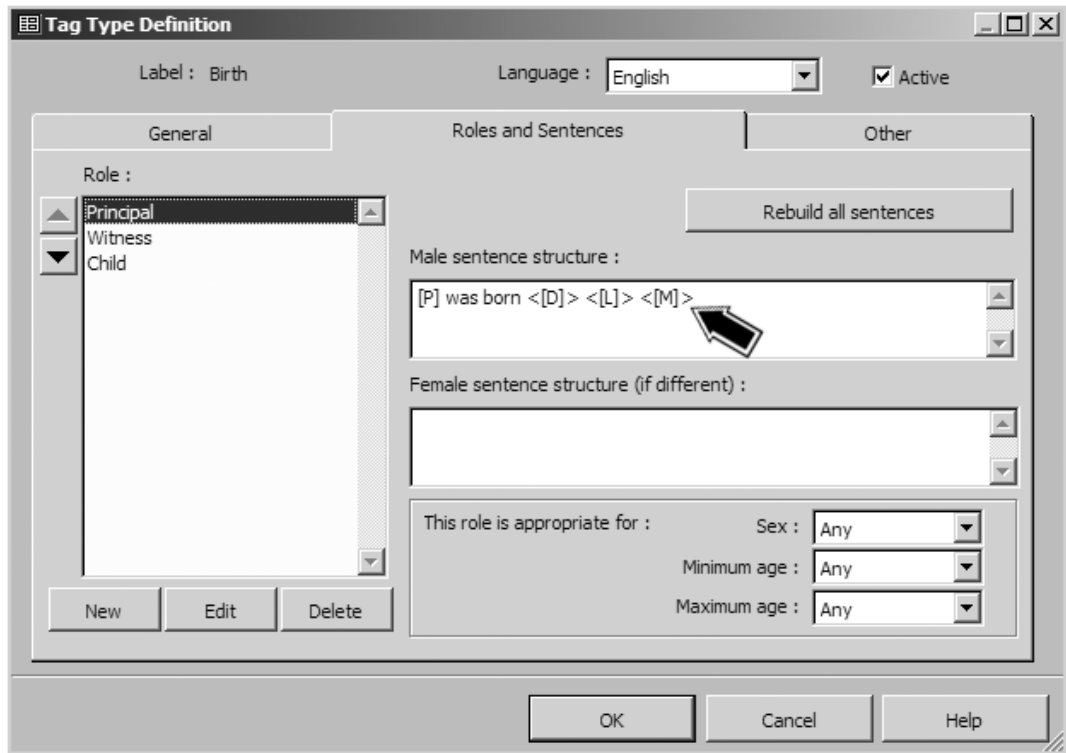 Tag Type Definition
Label : Birth Language : English Active
General Roles and Sentences Other
Role :
Principal
Witness
Child
Rebuild all sentences
Male sentence structure :
[P] was born <[D]> <[L]> <[M]>
Female sentence structure (if different) :
This role is appropriate for : Sex : Any
Minimum age : Any
Maximum age : Any
New Edit Delete
OK Cancel Help